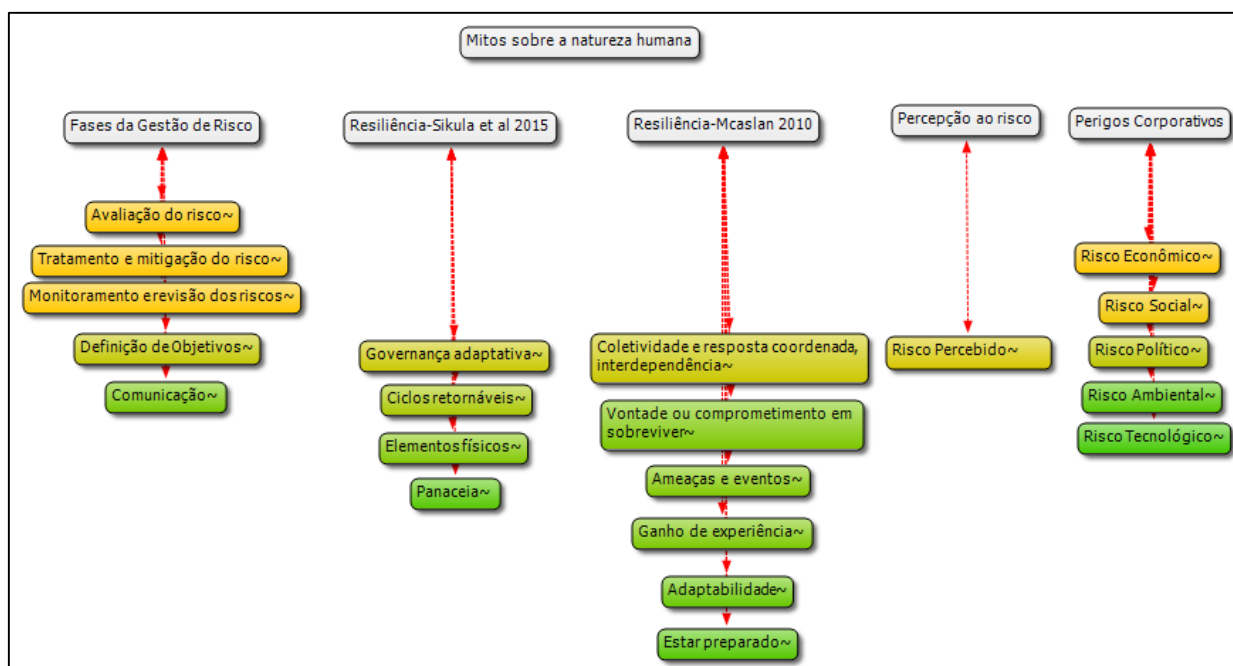 Mitos sobre a natureza humana
Fases da Gestão de Risco
Avaliação do risco~
Tratamento e mitigação do risco~
Monitoramento e revisão dos riscos~
Definição de Objetivos~
Comunicação~
Resiliência-Sikula et al 2015
Governança adaptativa~
Ciclos retornáveis~
Elementos físicos~
Panaceia~
Resiliência-Mcaslan 2010
Coletividade e resposta coordenada,
interdependência~
Vontade ou comprometimento em
sobreviver~
Ameaças e eventos~
Ganho de experiência~
Adaptabilidade~
Estar preparado~
Percepção ao risco
Risco Percebido~
Perigos Corporativos
Risco Econômico~
Risco Social~
Risco Político~
Risco Ambiental~
Risco Tecnológico~